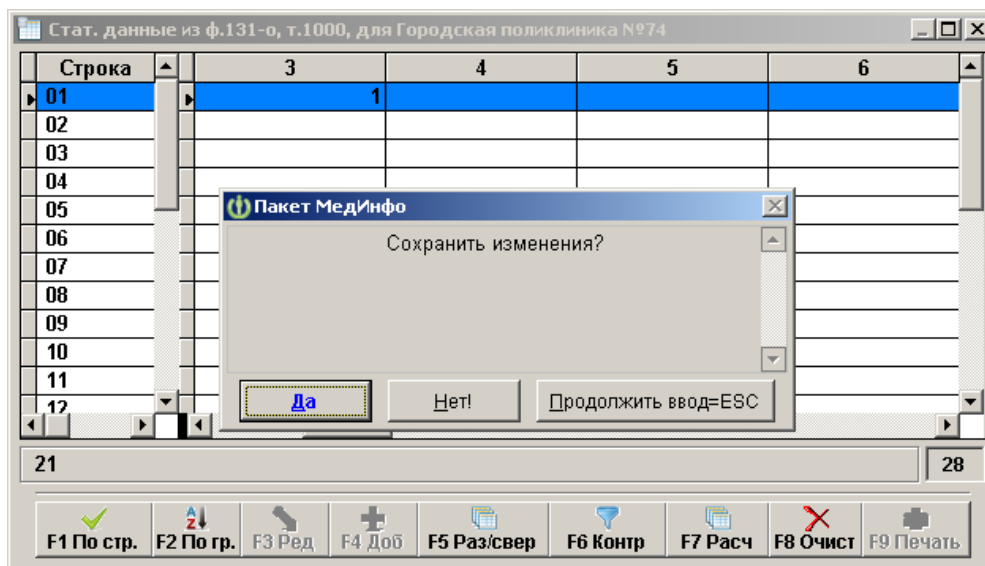 Стат. данные из ф.131-о, т.1000, для Городская поликлиника №74
Строка 3 4 5 6
01 1
02
03
04
05
06
07
08
09
10
11
12
Пакет МедИнфо
Сохранить изменения?
Да Нет! Продолжить ввод=ESC
21 28
F1 По стр. F2 По гр. F3 Ред F4 Доб F5 Раз/свер F6 Контр F7 Расч F8 Очист F9 Печать